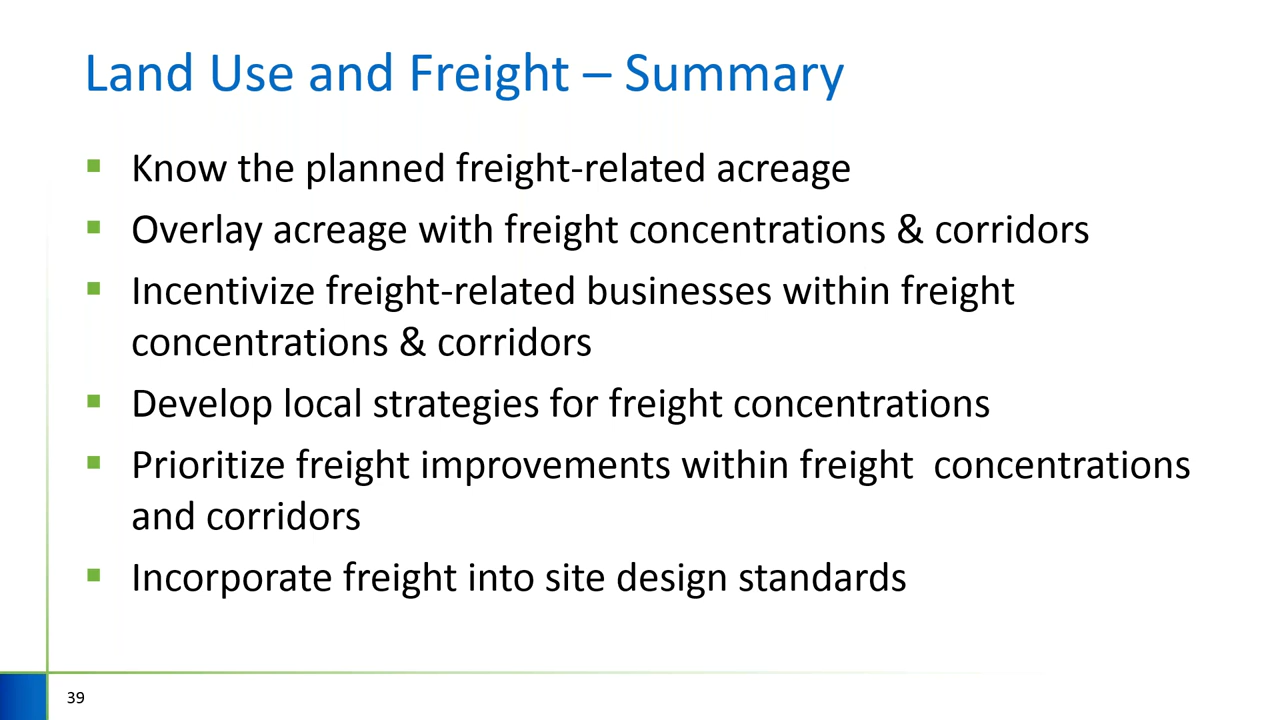 Land Use and Freight – Summary
▪ Know the planned freight-related acreage
▪ Overlay acreage with freight concentrations & corridors
▪ Incentivize freight-related businesses within freight
concentrations & corridors
▪ Develop local strategies for freight concentrations
▪ Prioritize freight improvements within freight  concentrations
and corridors
▪ Incorporate freight into site design standards
39